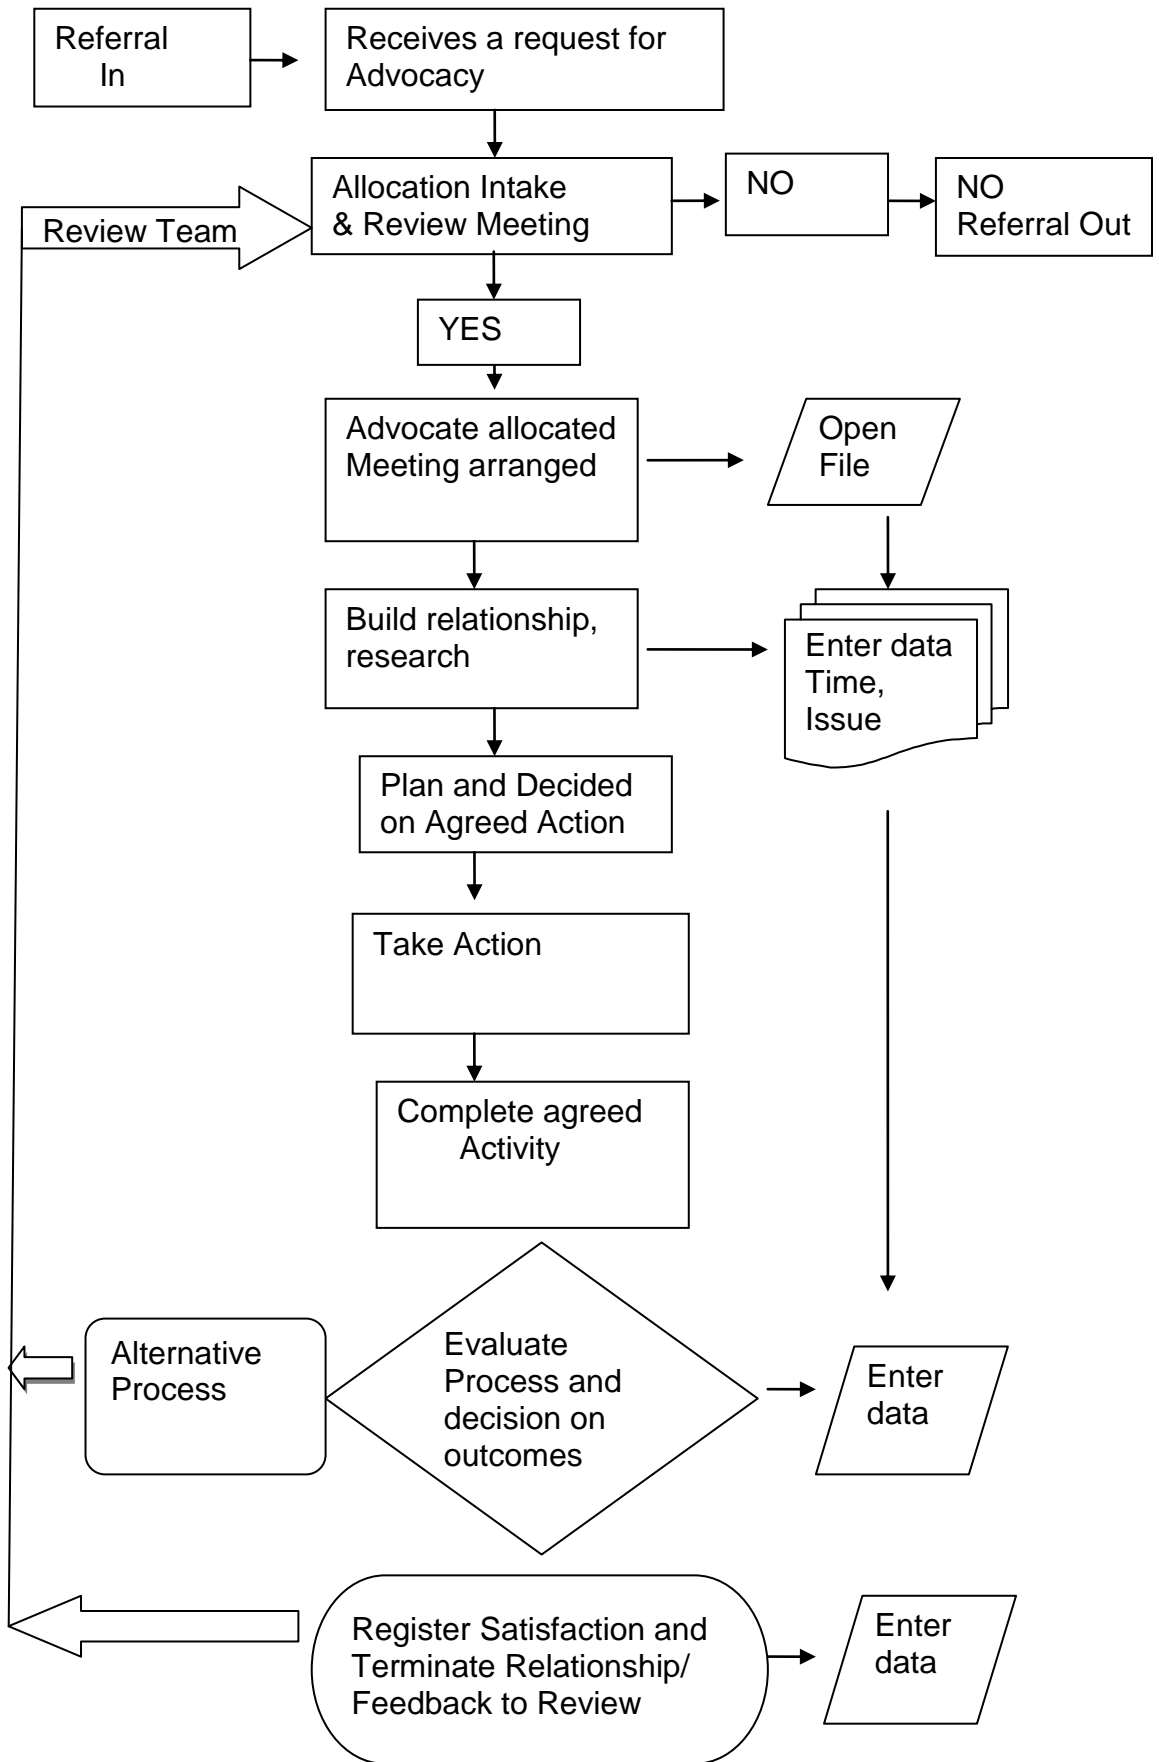 Referral
In
Receives a request for
Advocacy
Allocation Intake
& Review Meeting
NO
NO
Referral Out
Review Team
YES
Advocate allocated
Meeting arranged
Open
File
Build relationship,
research
Enter data
Time,
Issue
Plan and Decided
on Agreed Action
Take Action
Complete agreed
Activity
Alternative
Process
Evaluate
Process and
decision on
outcomes
Enter
data
Register Satisfaction and
Terminate Relationship/
Feedback to Review
Enter
data